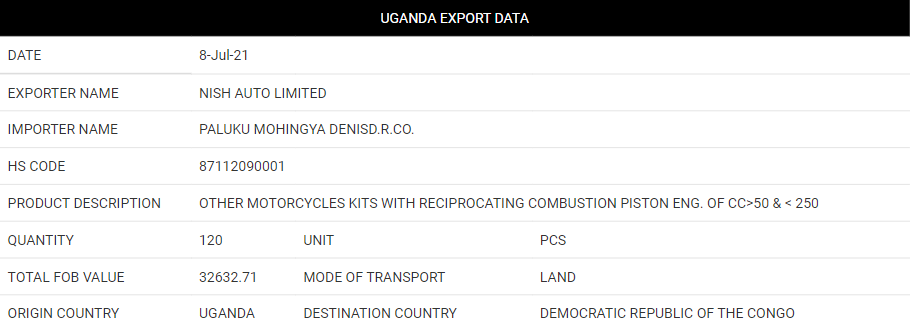 UGANDA EXPORT DATA
DATE 8-Jul-21
EXPORTER NAME NISH AUTO LIMITED
IMPORTER NAME PALUKU MOHINGYA DENISD.R.CO.
HS CODE 87112090001
PRODUCT DESCRIPTION OTHER MOTORCYCLES KITS WITH RECIPROCATING COMBUSTION PISTON ENG. OF CC>50 & < 250
QUANTITY 120 UNIT PCS
TOTAL FOB VALUE 32632.71 MODE OF TRANSPORT LAND
ORIGIN COUNTRY UGANDA DESTINATION COUNTRY DEMOCRATIC REPUBLIC OF THE CONGO